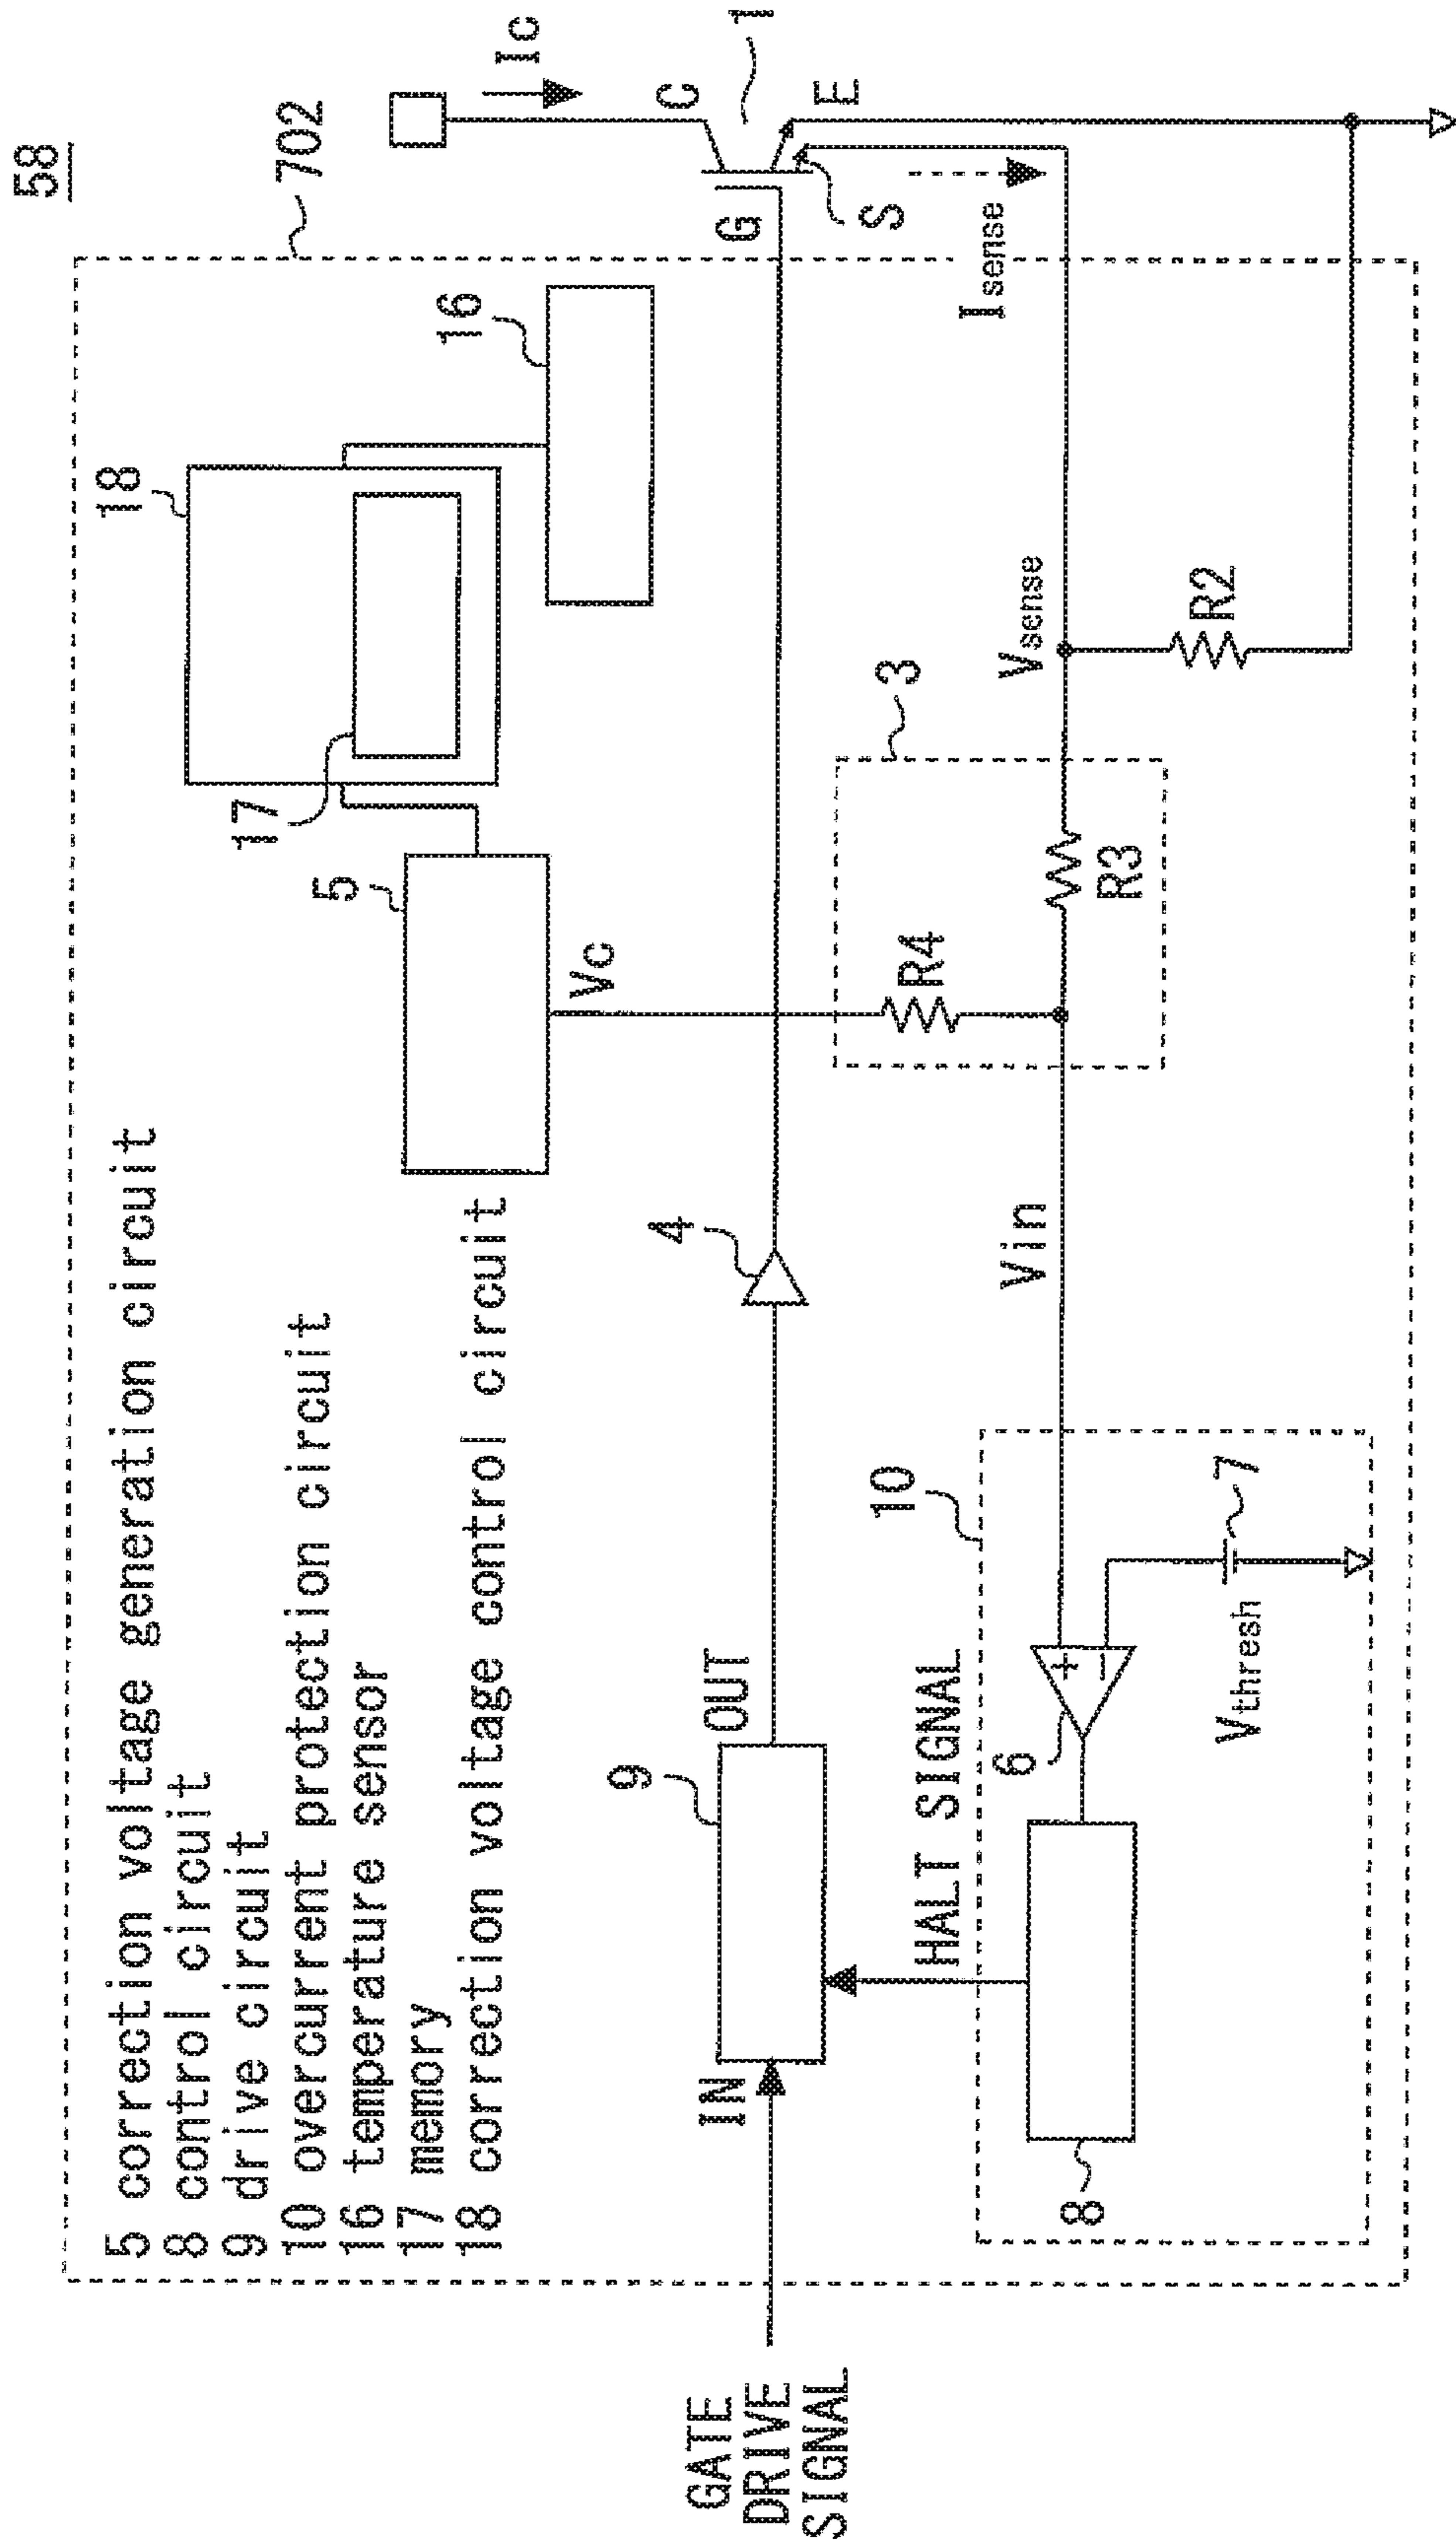 58
5 correction voltage generation circuit
8 control circuit
9 drive circuit
10 overcurrent protection circuit
16 temperature sensor
17 memory
18 correction voltage control circuit
702
18
16
17
5
Vc
Ic
C
G
1
E
S
Isense
4
3
R4
R3
Vsense
R2
Vin
GATE
DRIVE
SIGNAL
IN
9
OUT
HALT SIGNAL
10
6
+
−
7
Vthresh
8